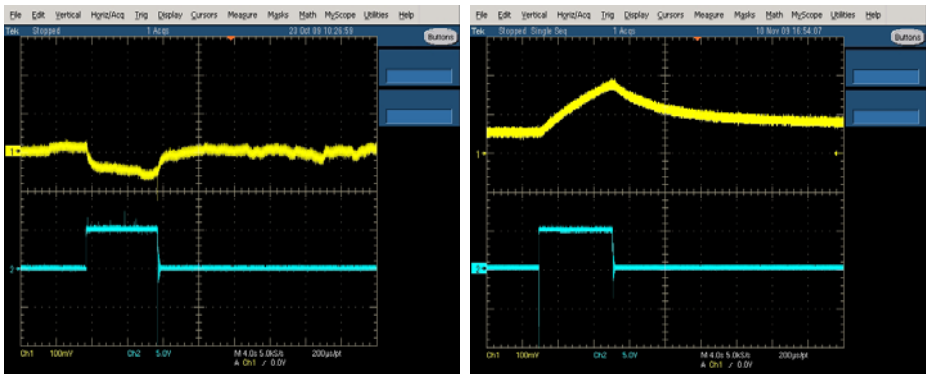 File Edit Vertical Horiz/Acq Trig Display Cursors Measure Masks Math MyScope Utilities Help
Tek Stopped 1 Acqs 23 Oct 09 10:26:59 Buttons
1
2
Ch1 100mV Ch2 5.0V M 4.0s 5.0kS/s 200µs/pt
A Ch1 / 0.0V
File Edit Vertical Horiz/Acq Trig Display Cursors Measure Masks Math MyScope Utilities Help
Tek Stopped Single Seq 1 Acqs 10 Nov 09 16:54:07 Buttons
1
2
Ch1 100mV Ch2 5.0V M 4.0s 5.0kS/s 200µs/pt
A Ch1 / 0.0V